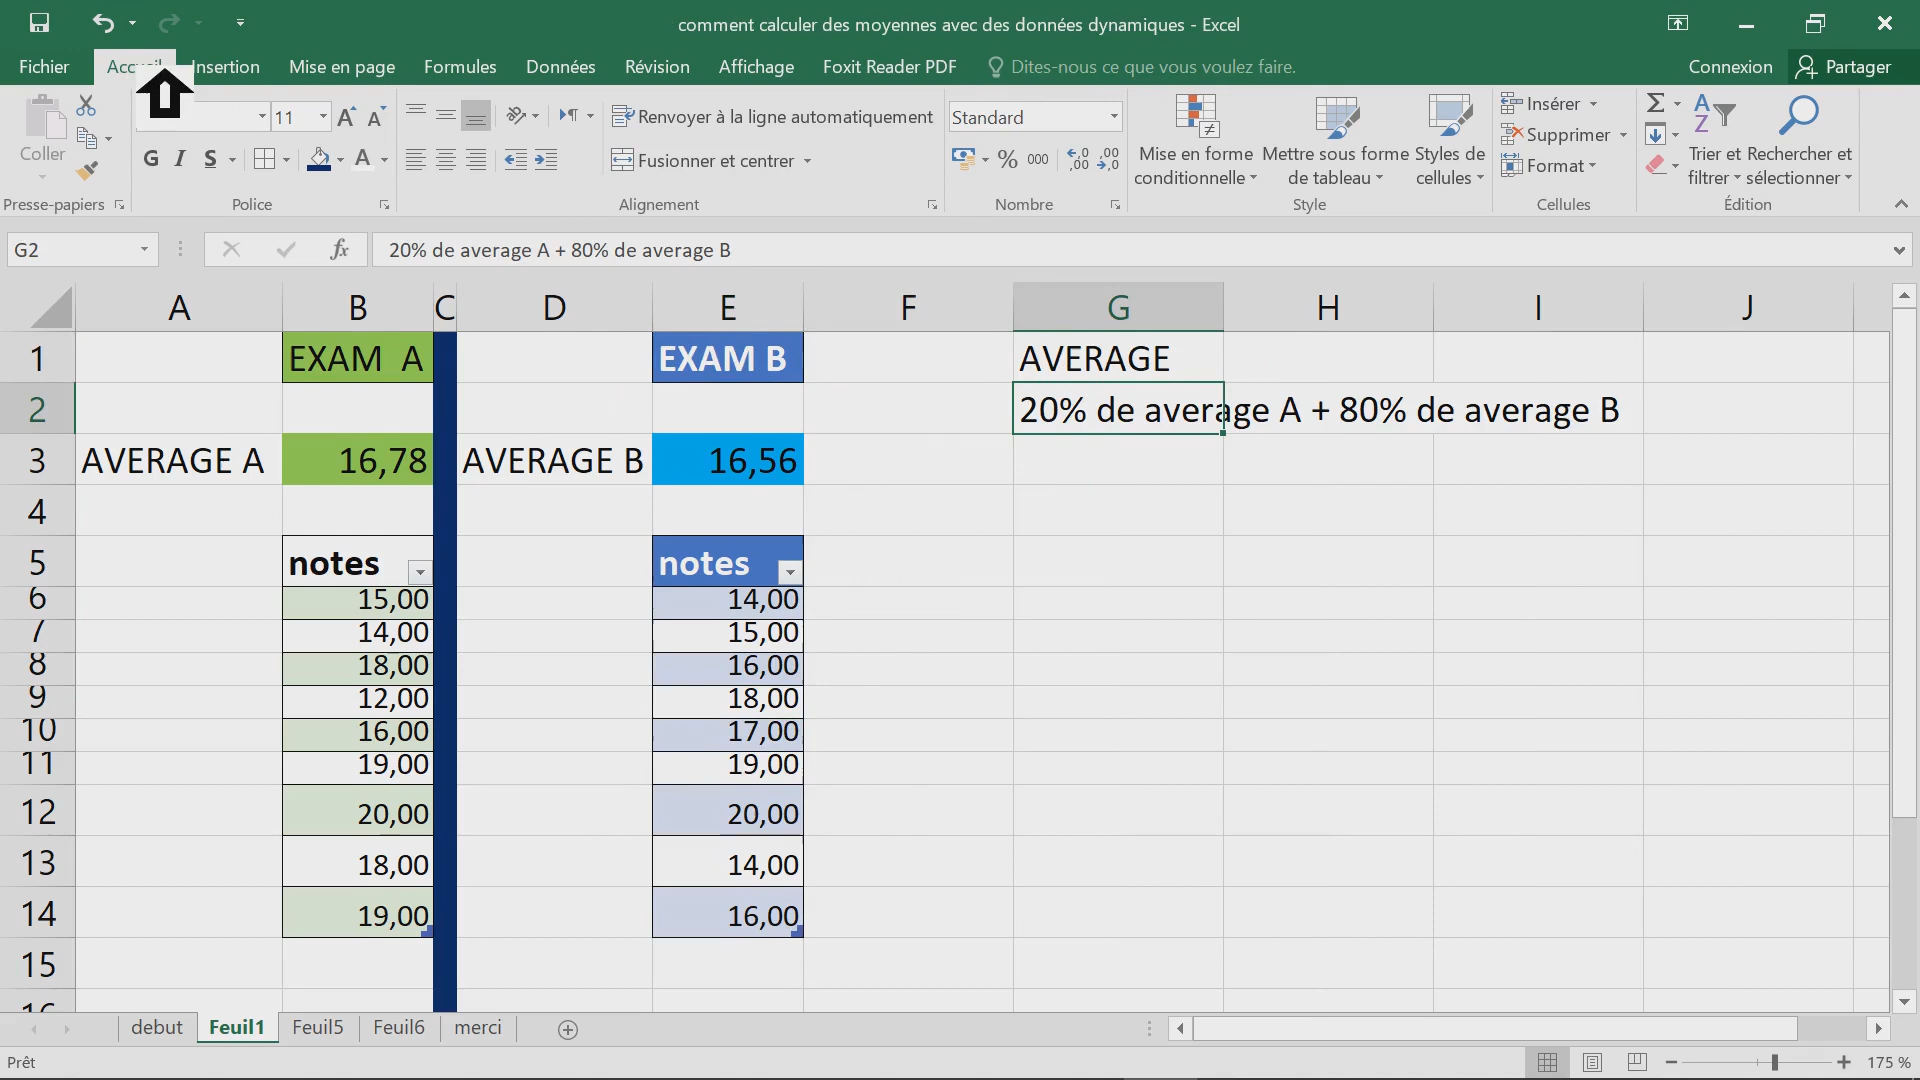 comment calculer des moyennes avec des données dynamiques - Excel
Fichier Insertion Mise en page Formules Données Révision Affichage Foxit Reader PDF Dites-nous ce que vous voulez faire. Connexion Partager
Coller
11
Renvoyer à la ligne automatiquement
Fusionner et centrer
G I S
Standard
% 000
Mise en forme conditionnelle
Mettre sous forme de tableau
Styles de cellules
Insérer
Supprimer
Format
Trier et filtrer
Rechercher et sélectionner
Presse-papiers Police Alignement Nombre Style Cellules Édition
G2 fx 20% de average A + 80% de average B
A B C D E F G H I J
1 EXAM A EXAM B AVERAGE
2 20% de average A + 80% de average B
3 AVERAGE A 16,78 AVERAGE B 16,56
4
5 notes notes
6 15,00 14,00
7 14,00 15,00
8 18,00 16,00
9 12,00 18,00
10 16,00 17,00
11 19,00 19,00
12 20,00 20,00
13 18,00 14,00
14 19,00 16,00
15
16
debut Feuil1 Feuil5 Feuil6 merci
Prêt 175 %